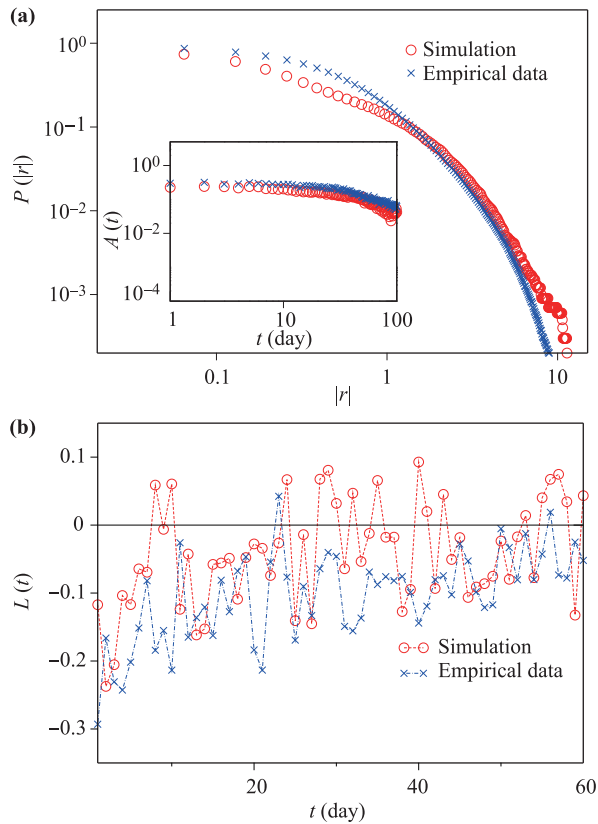 (a)
10⁰
10⁻¹
10⁻²
10⁻³
P (|r|)
Simulation
Empirical data
10⁰
10⁻²
10⁻⁴
A (t)
1
10
100
t (day)
0.1
1
10
|r|
(b)
0.1
0
−0.1
−0.2
−0.3
L (t)
Simulation
Empirical data
20
40
60
t (day)